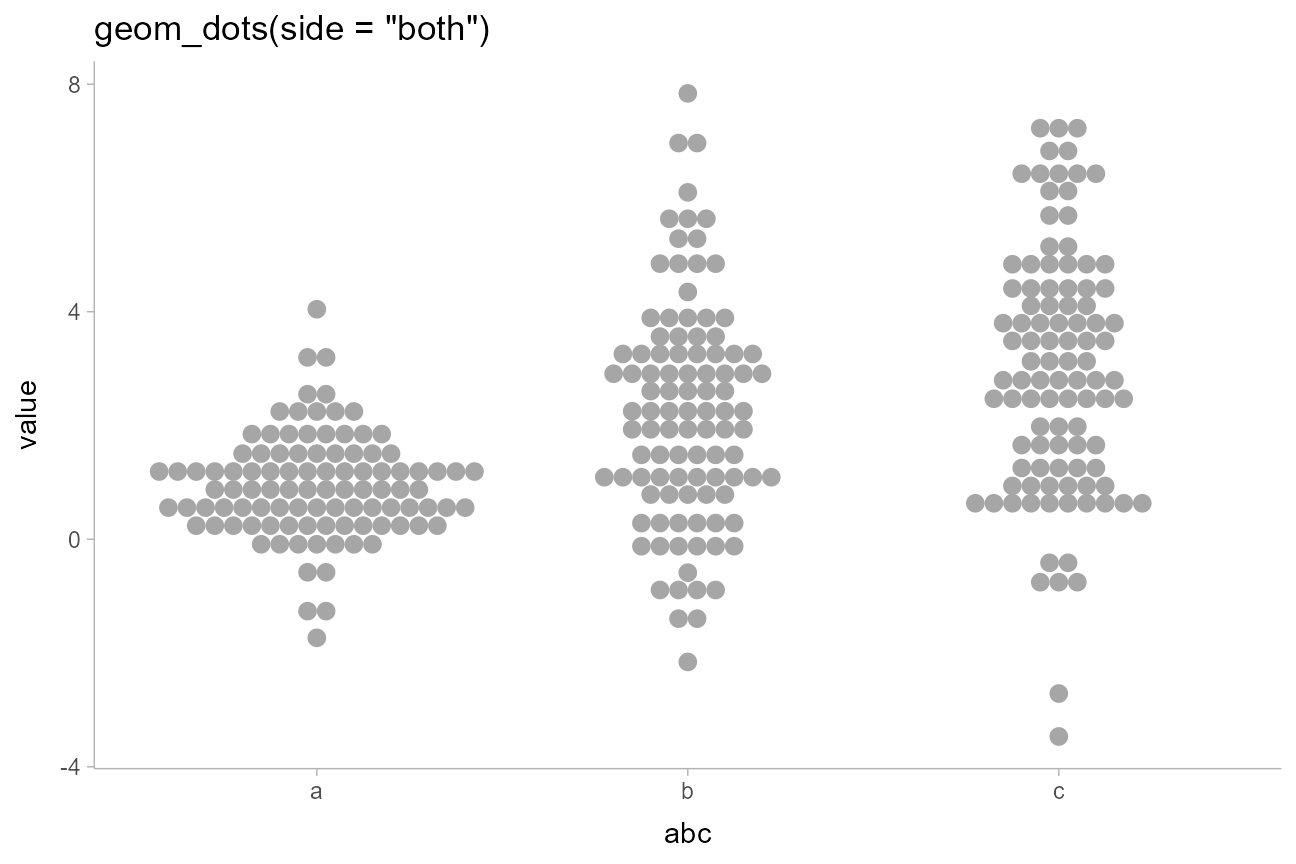 geom_dots(side = "both")
8
4
0
-4
value
a b c
abc